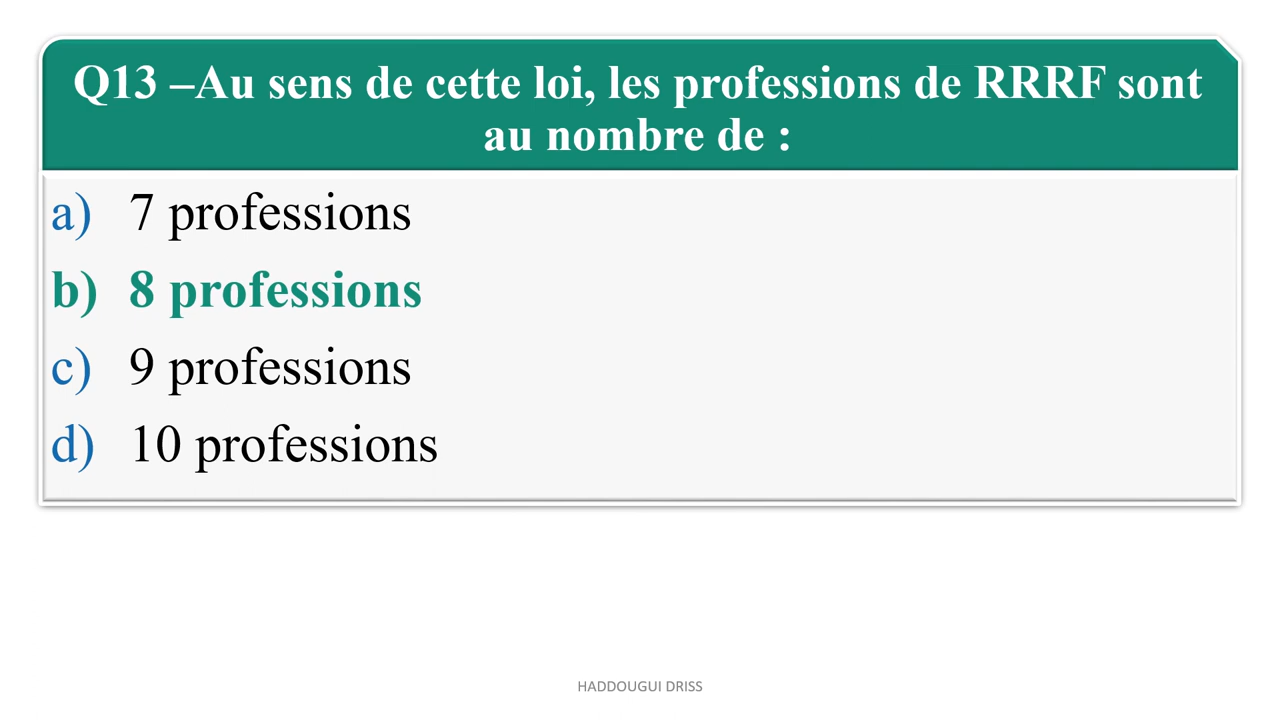 Q13 –Au sens de cette loi, les professions de RRRF sont
au nombre de :
a) 7 professions
b) 8 professions
c) 9 professions
d) 10 professions
HADDOUGUI DRISS